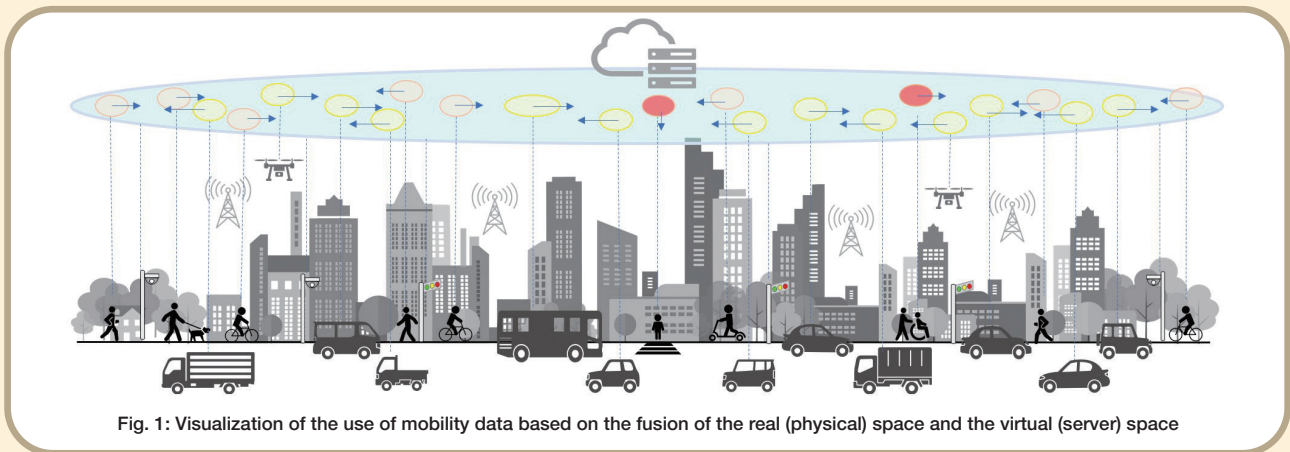 Fig. 1: Visualization of the use of mobility data based on the fusion of the real (physical) space and the virtual (server) space